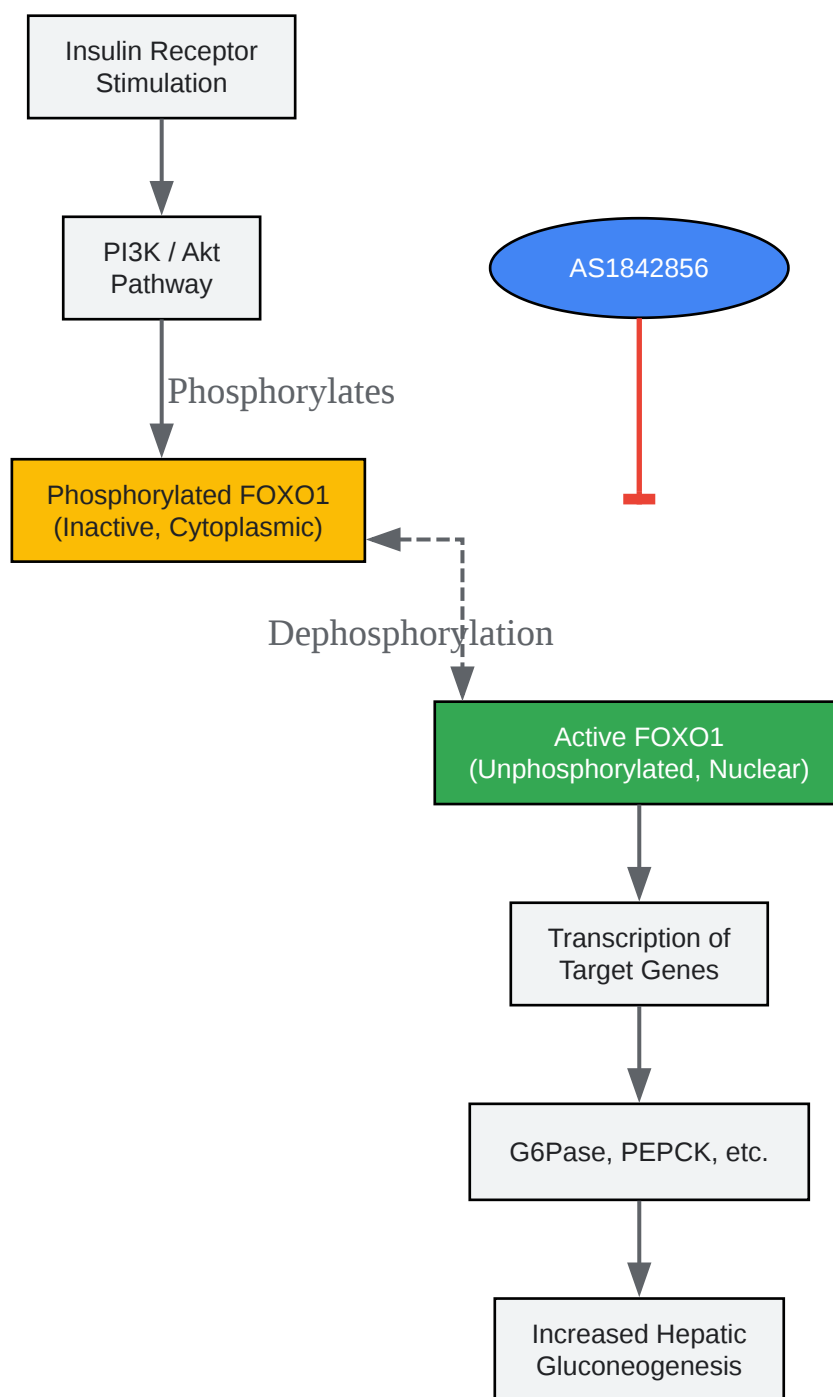 Insulin Receptor
Stimulation
PI3K / Akt
Pathway
AS1842856
Phosphorylates
Phosphorylated FOXO1
(Inactive, Cytoplasmic)
Dephosphorylation
Active FOXO1
(Unphosphorylated, Nuclear)
Transcription of
Target Genes
G6Pase, PEPCK, etc.
Increased Hepatic
Gluconeogenesis